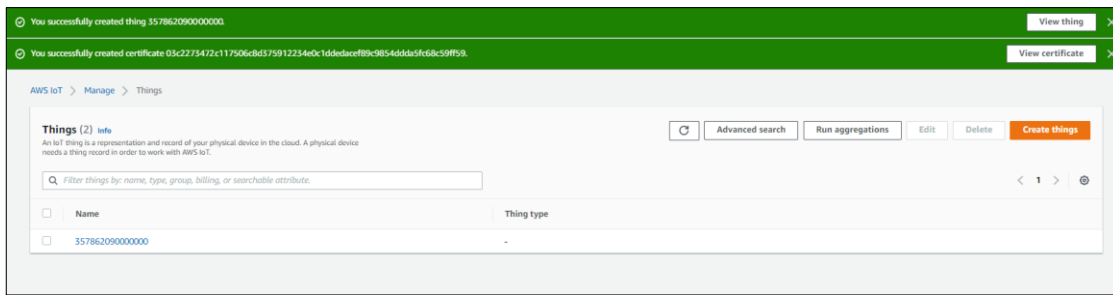 You successfully created thing 357862090000000.
View thing
You successfully created certificate 03c2273472c117506c8d375912234e0c1ddedacef89c9854ddda5fc68c59ff59.
View certificate
AWS IoT > Manage > Things
Things (2) Info
Advanced search
Run aggregations
Edit
Delete
Create things
An IoT thing is a representation and record of your physical device in the cloud. A physical device
needs a thing record in order to work with AWS IoT.
Filter things by: name, type, group, billing, or searchable attribute.
< 1 >
Name
Thing type
357862090000000
-